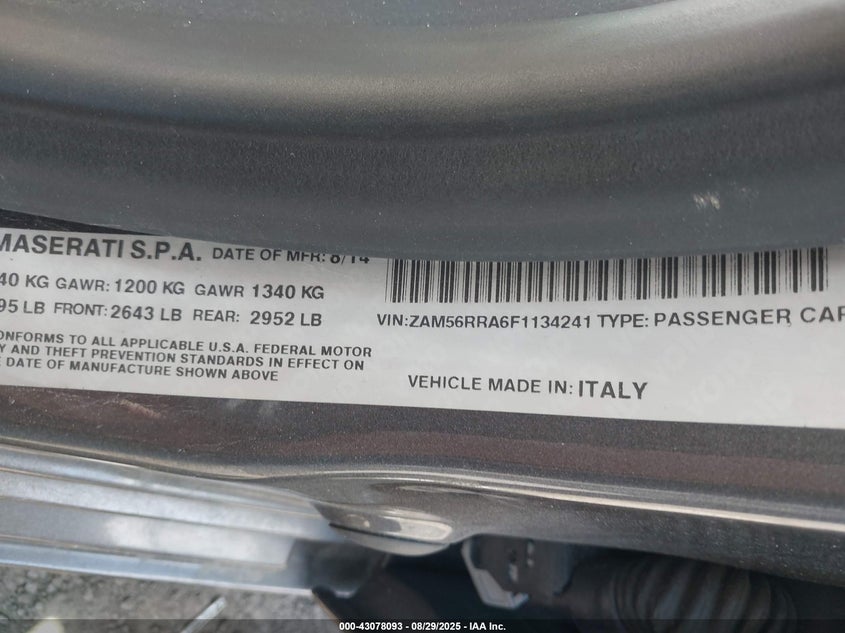 MASERATI S.P.A. DATE OF MFR: 8/14
40 KG GAWR: 1200 KG GAWR 1340 KG
95 LB FRONT: 2643 LB REAR: 2952 LB
CONFORMS TO ALL APPLICABLE U.S.A. FEDERAL MOTOR
Y AND THEFT PREVENTION STANDARDS IN EFFECT ON
E DATE OF MANUFACTURE SHOWN ABOVE
VIN:ZAM56RRA6F1134241 TYPE: PASSENGER CAR
VEHICLE MADE IN: ITALY
000-43078093 - 08/29/2025 - IAA Inc.